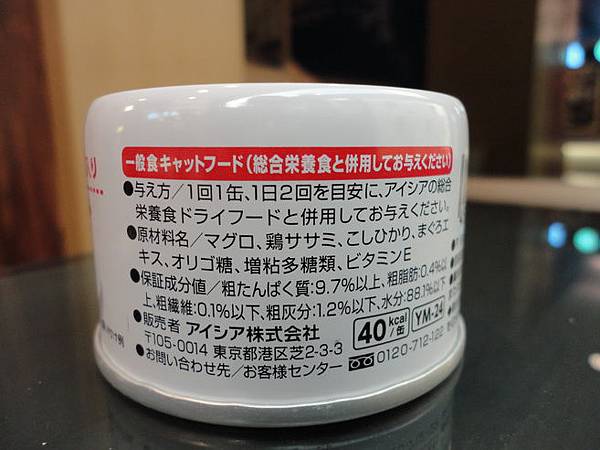 一般食キャットフード(総合栄養食と併用してお与えください)
●与え方/1回1缶、1日2回を目安に、アイシアの総合
栄養食ドライフードと併用してお与えください。
●原材料名/マグロ、鶏ササミ、こしひかり、まぐろエ
キス、オリゴ糖、増粘多糖類、ビタミンE
●保証成分値/粗たんぱく質:9.7%以上、粗脂肪:0.4%以
上、粗繊維:0.1%以下、粗灰分:1.2%以下、水分:88.1%以下
●販売者 アイシア株式会社
〒105-0014 東京都港区芝2-3-3
40kcal/缶 YM-24
●お問い合わせ先/お客様センター 0120-712-122